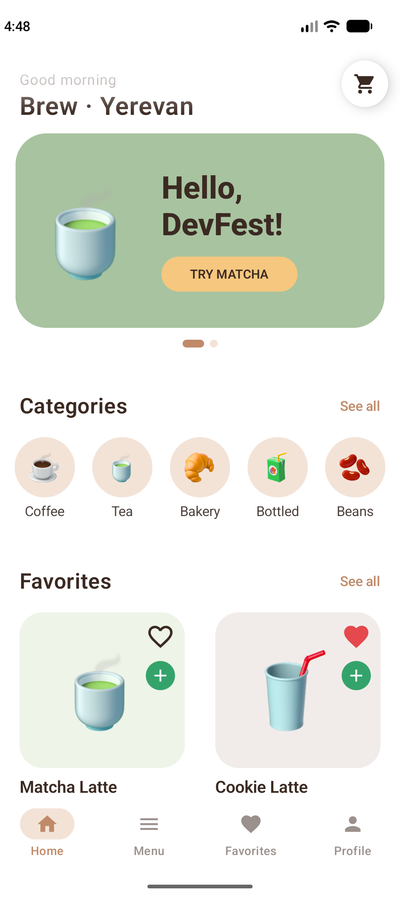 4:48
Good morning
Brew · Yerevan
Hello,
DevFest!
TRY MATCHA
Categories
See all
Coffee
Tea
Bakery
Bottled
Beans
Favorites
See all
Matcha Latte
Cookie Latte
Home
Menu
Favorites
Profile